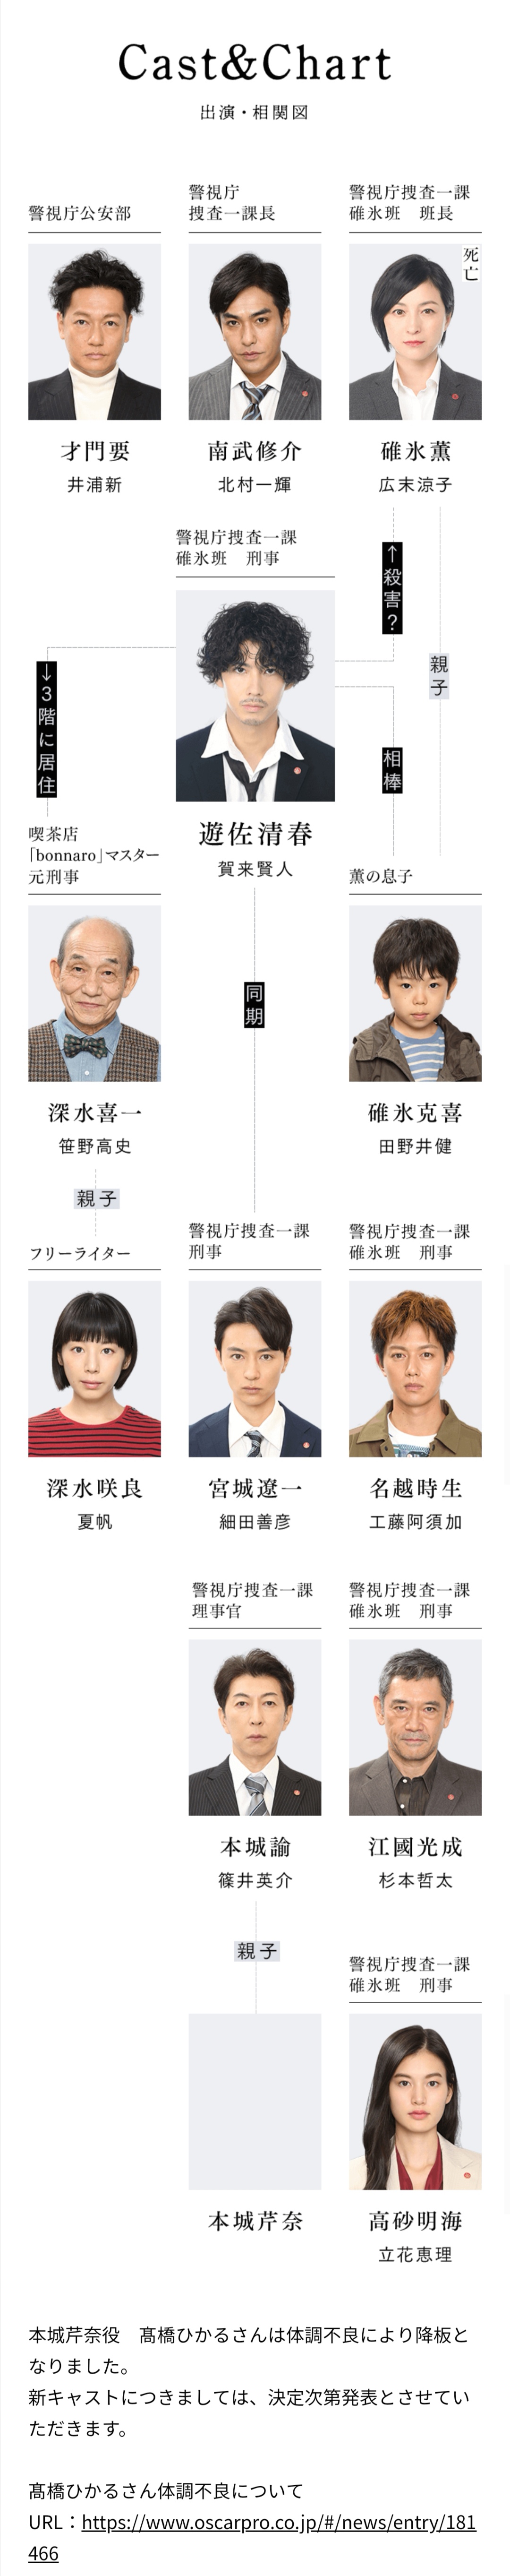 Cast&Chart
出演・相関図
警視庁公安部
警視庁
捜査一課長
警視庁捜査一課
碓氷班　班長
死亡
才門要
井浦新
南武修介
北村一輝
碓氷薫
広末涼子
警視庁捜査一課
碓氷班　刑事
↑殺害？
親子
↓3階に居住
相棒
遊佐清春
賀来賢人
喫茶店
「bonnaro」マスター
元刑事
薫の息子
同期
深水喜一
笹野高史
碓氷克喜
田野井健
親子
フリーライター
警視庁捜査一課
刑事
警視庁捜査一課
碓氷班　刑事
深水咲良
夏帆
宮城遼一
細田善彦
名越時生
工藤阿須加
警視庁捜査一課
理事官
警視庁捜査一課
碓氷班　刑事
本城諭
篠井英介
江國光成
杉本哲太
親子
警視庁捜査一課
碓氷班　刑事
本城芹奈
高砂明海
立花恵理
本城芹奈役　髙橋ひかるさんは体調不良により降板と
なりました。
新キャストにつきましては、決定次第発表とさせてい
ただきます。
髙橋ひかるさん体調不良について
URL：https://www.oscarpro.co.jp/#/news/entry/181
466